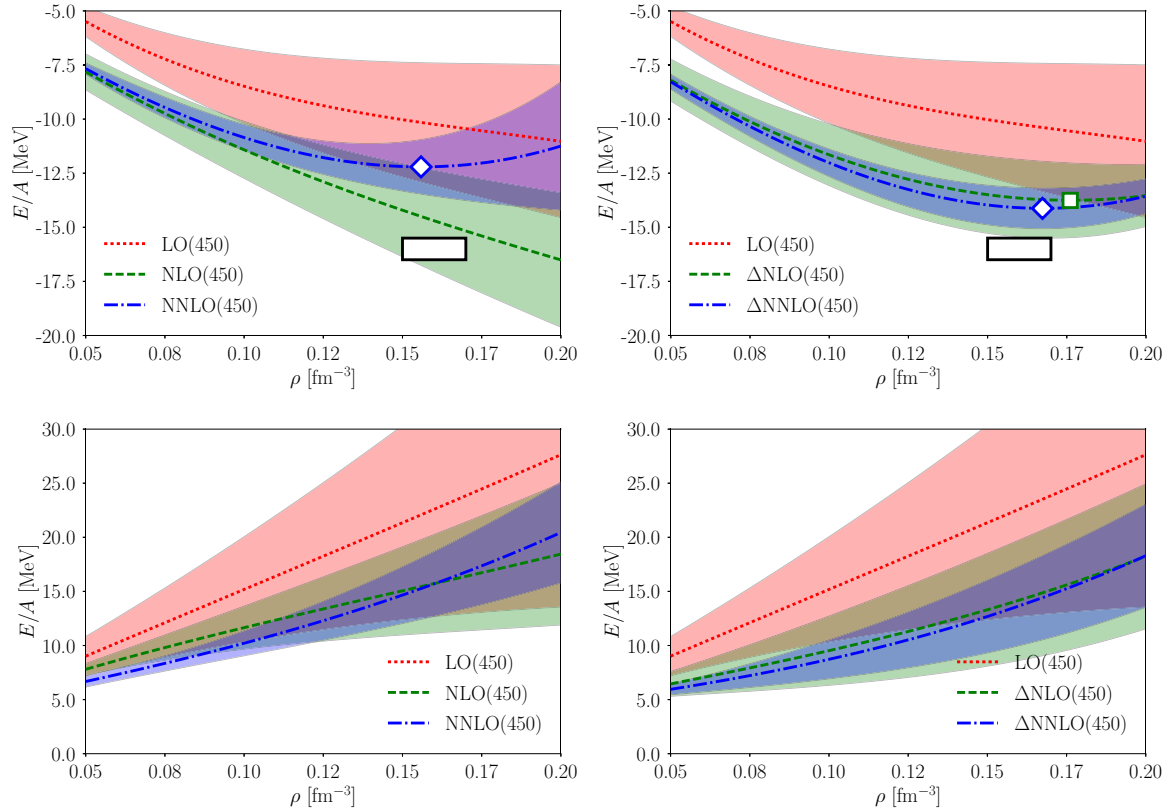 -5.0
-7.5
-10.0
-12.5
-15.0
-17.5
-20.0
E/A [MeV]
LO(450)
NLO(450)
NNLO(450)
0.05 0.08 0.10 0.12 0.15 0.17 0.20
ρ [fm⁻³]
-5.0
-7.5
-10.0
-12.5
-15.0
-17.5
-20.0
E/A [MeV]
LO(450)
ΔNLO(450)
ΔNNLO(450)
0.05 0.08 0.10 0.12 0.15 0.17 0.20
ρ [fm⁻³]
30.0
25.0
20.0
15.0
10.0
5.0
0.0
E/A [MeV]
LO(450)
NLO(450)
NNLO(450)
0.05 0.08 0.10 0.12 0.15 0.17 0.20
ρ [fm⁻³]
30.0
25.0
20.0
15.0
10.0
5.0
0.0
E/A [MeV]
LO(450)
ΔNLO(450)
ΔNNLO(450)
0.05 0.08 0.10 0.12 0.15 0.17 0.20
ρ [fm⁻³]